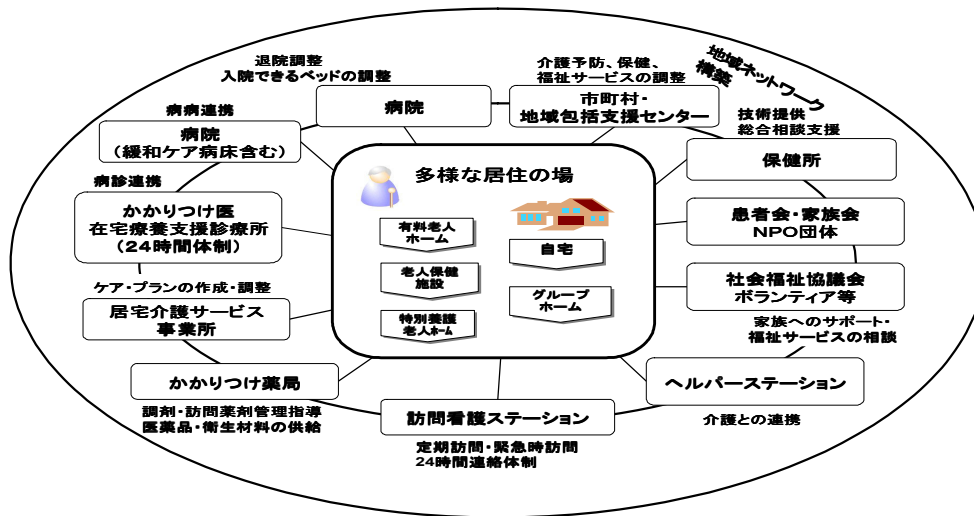 地域ネットワーク
構築
退院調整
入院できるベッドの調整
病院
介護予防、保健、
福祉サービスの調整
市町村・
地域包括支援センター
病病連携
病院
（緩和ケア病床含む）
技術提供
総合相談支援
保健所
病診連携
かかりつけ医
在宅療養支援診療所
（24時間体制）
多様な居住の場
有料老人
ホーム
老人保健
施設
特別養護
老人ホーム
自宅
グループ
ホーム
患者会・家族会
NPO団体
社会福祉協議会
ボランティア等
家族へのサポート・
福祉サービスの相談
ケア・プランの作成・調整
居宅介護サービス
事業所
かかりつけ薬局
調剤・訪問薬剤管理指導
医薬品・衛生材料の供給
訪問看護ステーション
定期訪問・緊急時訪問
24時間連絡体制
ヘルパーステーション
介護との連携